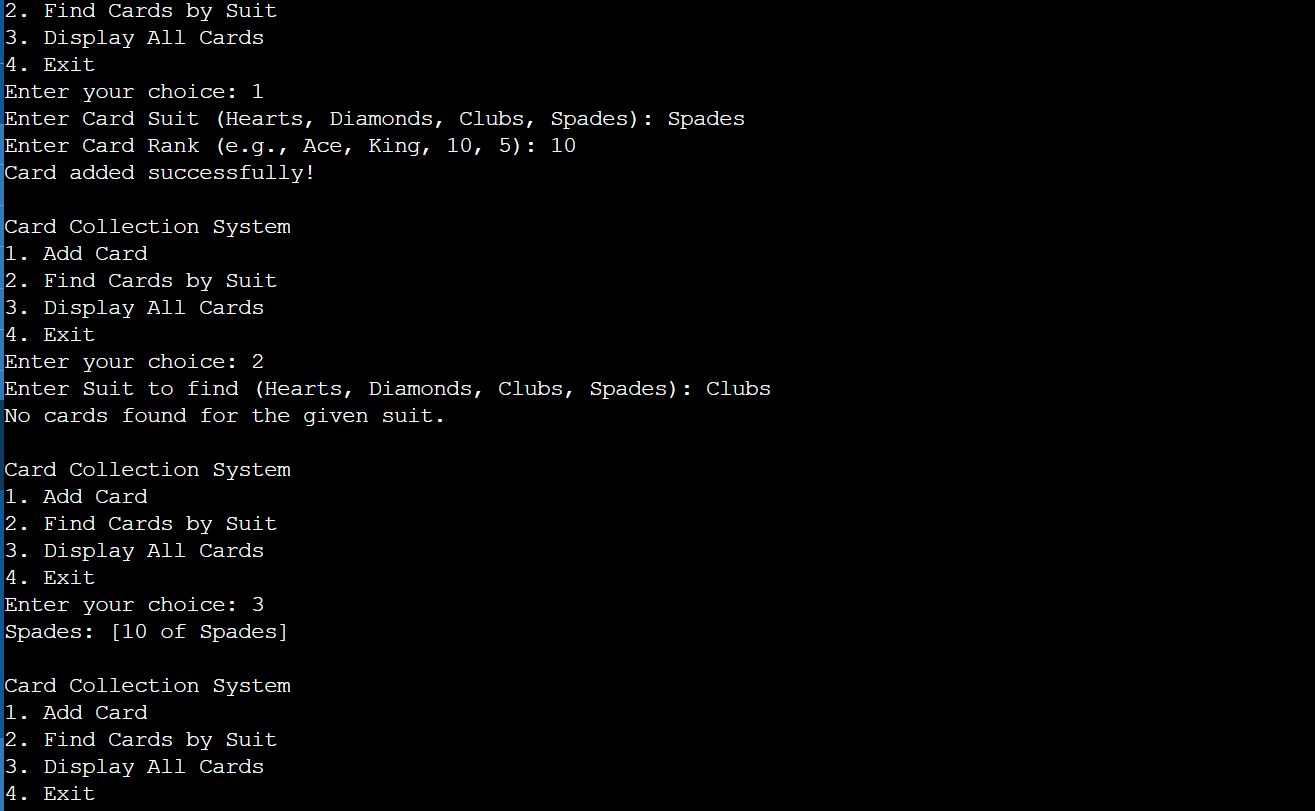 2. Find Cards by Suit
3. Display All Cards
4. Exit
Enter your choice: 1
Enter Card Suit (Hearts, Diamonds, Clubs, Spades): Spades
Enter Card Rank (e.g., Ace, King, 10, 5): 10
Card added successfully!
Card Collection System
1. Add Card
2. Find Cards by Suit
3. Display All Cards
4. Exit
Enter your choice: 2
Enter Suit to find (Hearts, Diamonds, Clubs, Spades): Clubs
No cards found for the given suit.
Card Collection System
1. Add Card
2. Find Cards by Suit
3. Display All Cards
4. Exit
Enter your choice: 3
Spades: [10 of Spades]
Card Collection System
1. Add Card
2. Find Cards by Suit
3. Display All Cards
4. Exit